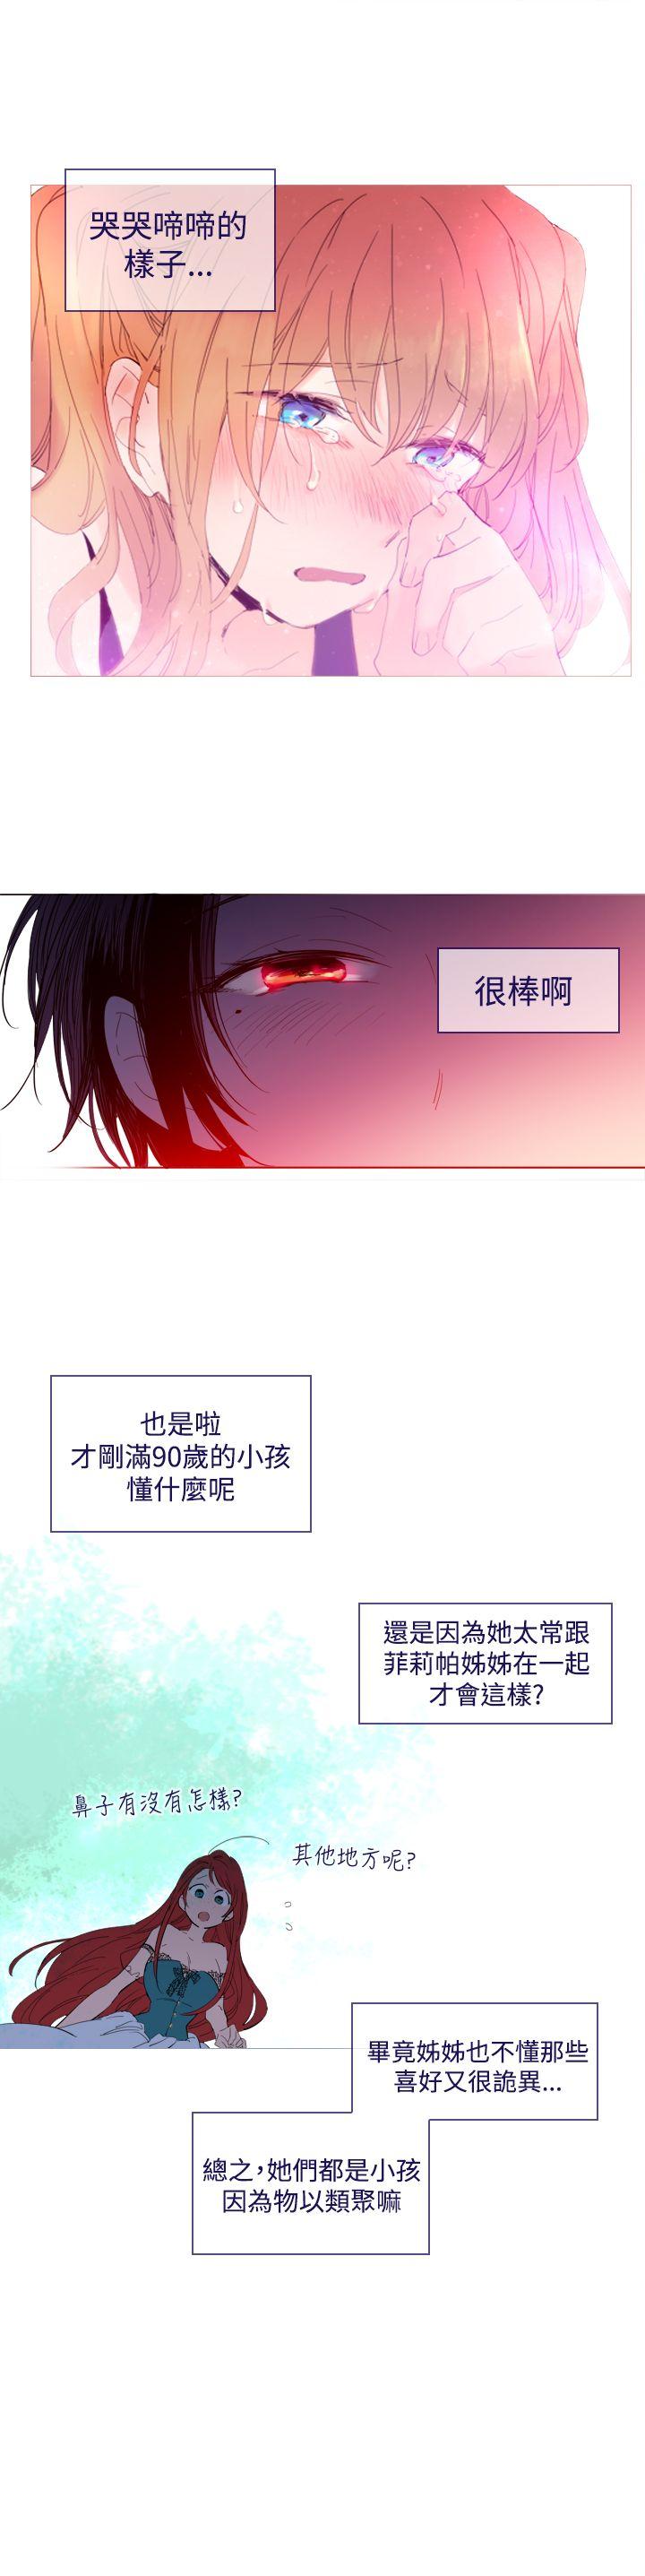 哭哭啼啼的
樣子...
很棒啊
也是啦
才剛滿90歲的小孩
懂什麼呢
還是因為她太常跟
菲莉帕姊姊在一起
才會這樣?
鼻子有沒有怎樣?
其他地方呢?
畢竟姊姊也不懂那些
喜好又很詭異...
總之,她們都是小孩
因為物以類聚嘛